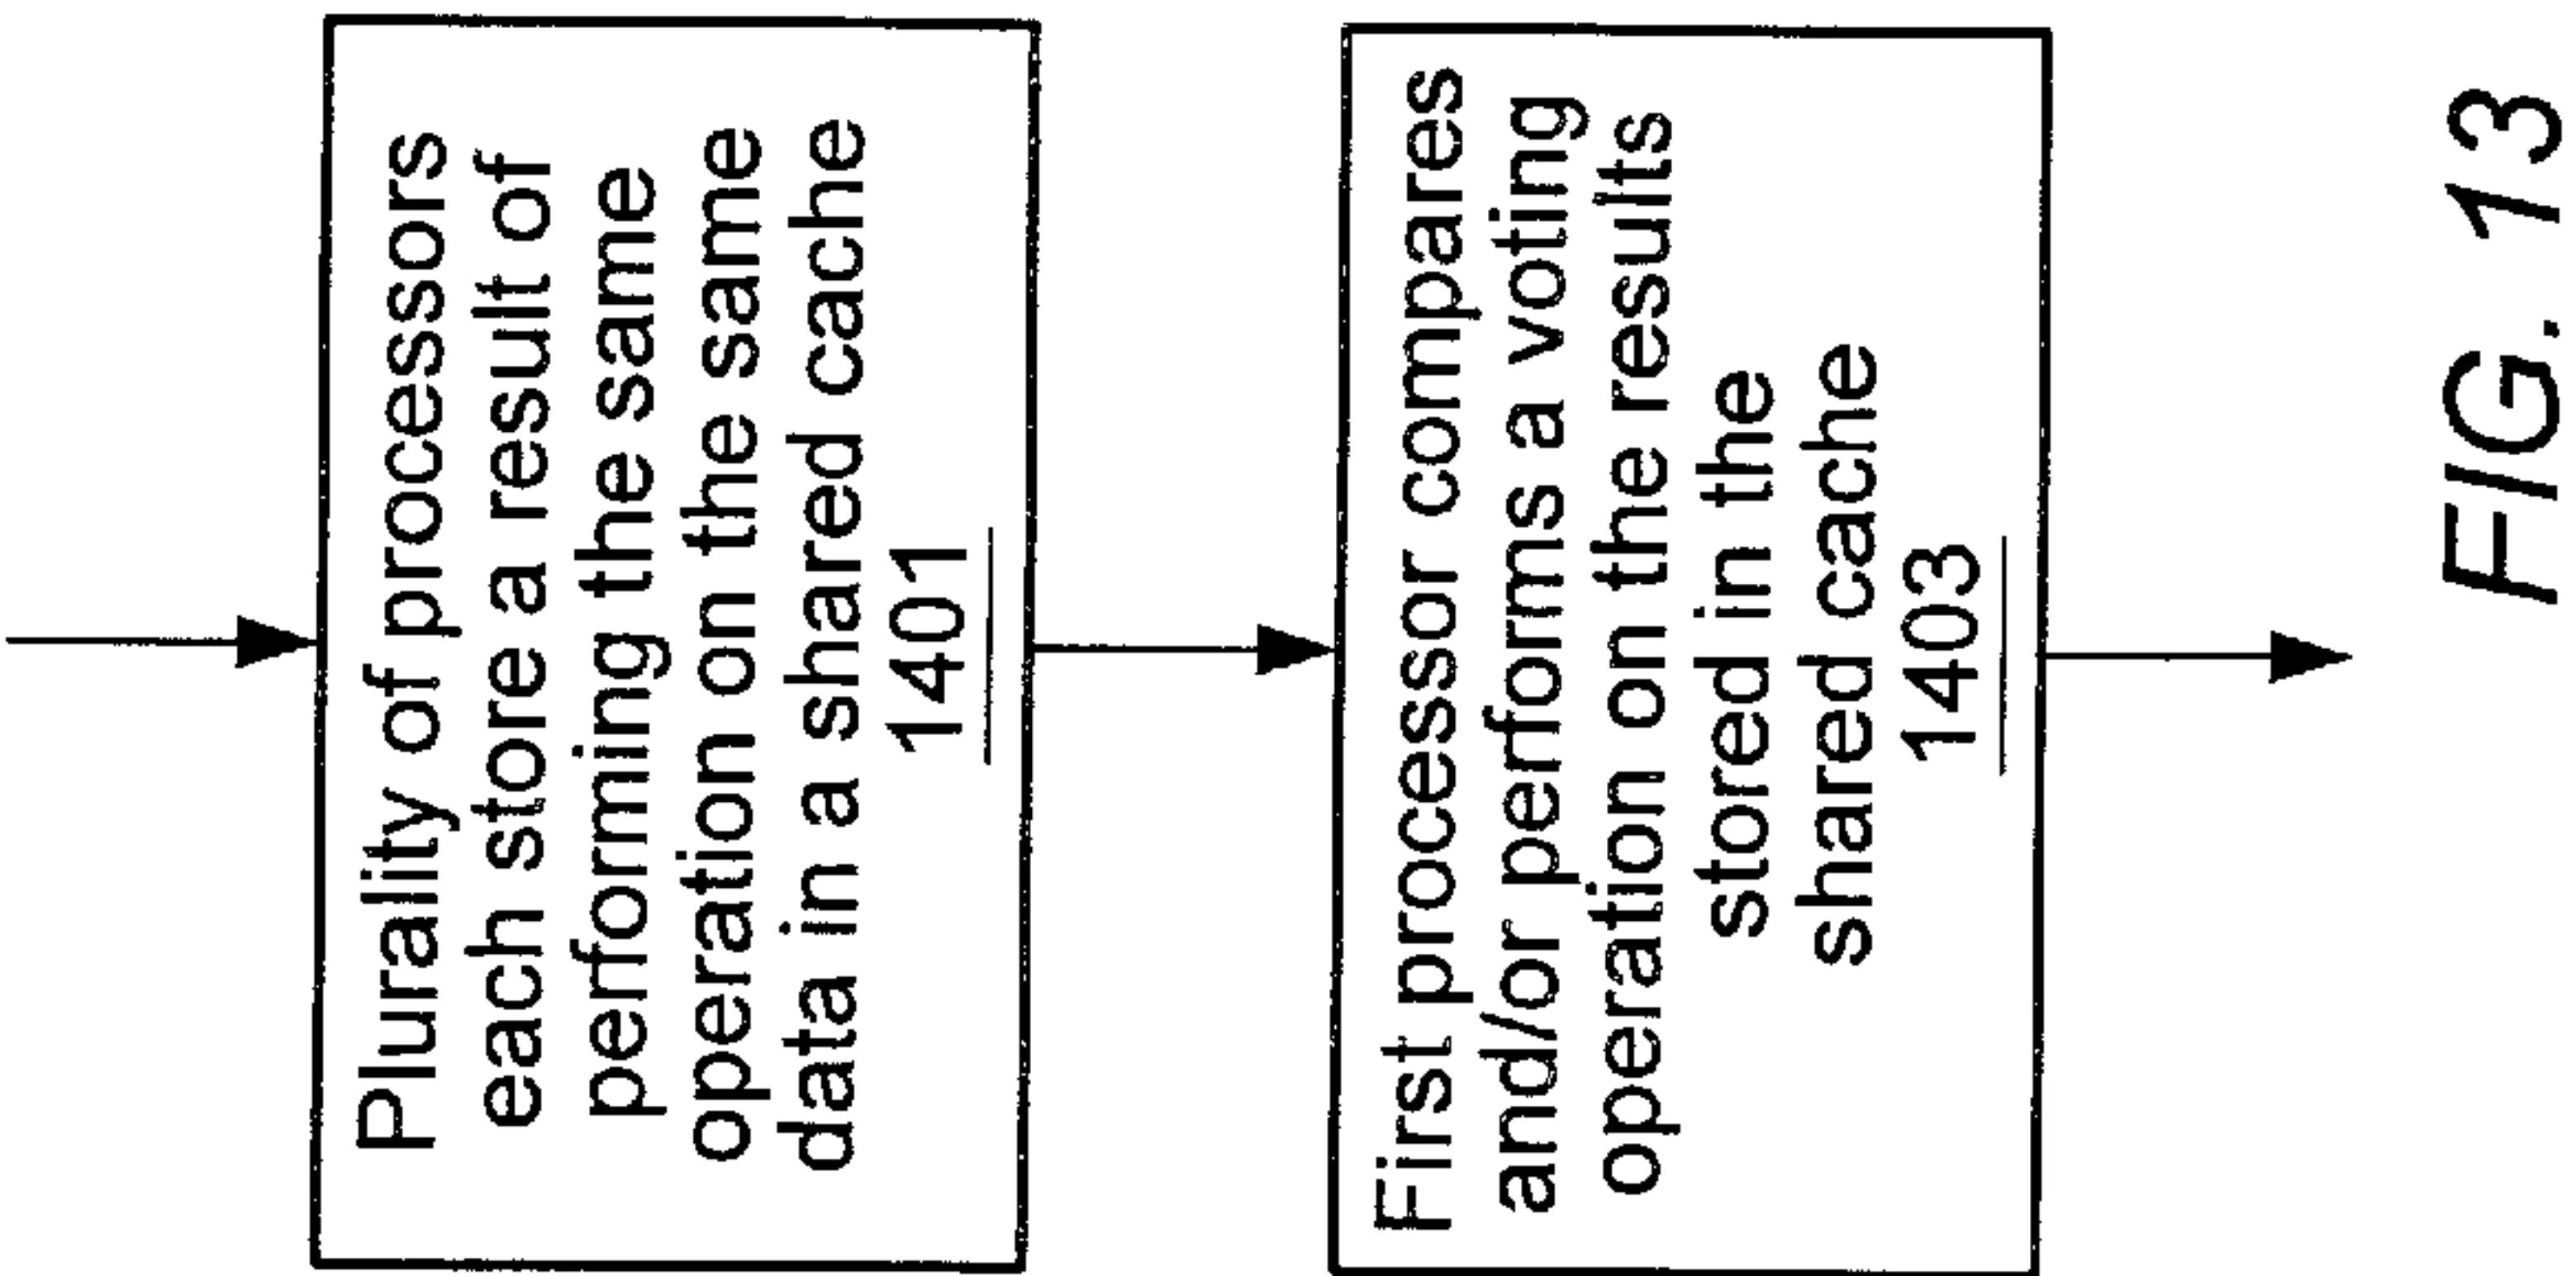 Plurality of processors
each store a result of
performing the same
operation on the same
data in a shared cache
1401
First processor compares
and/or performs a voting
operation on the results
stored in the
shared cache
1403
FIG. 13